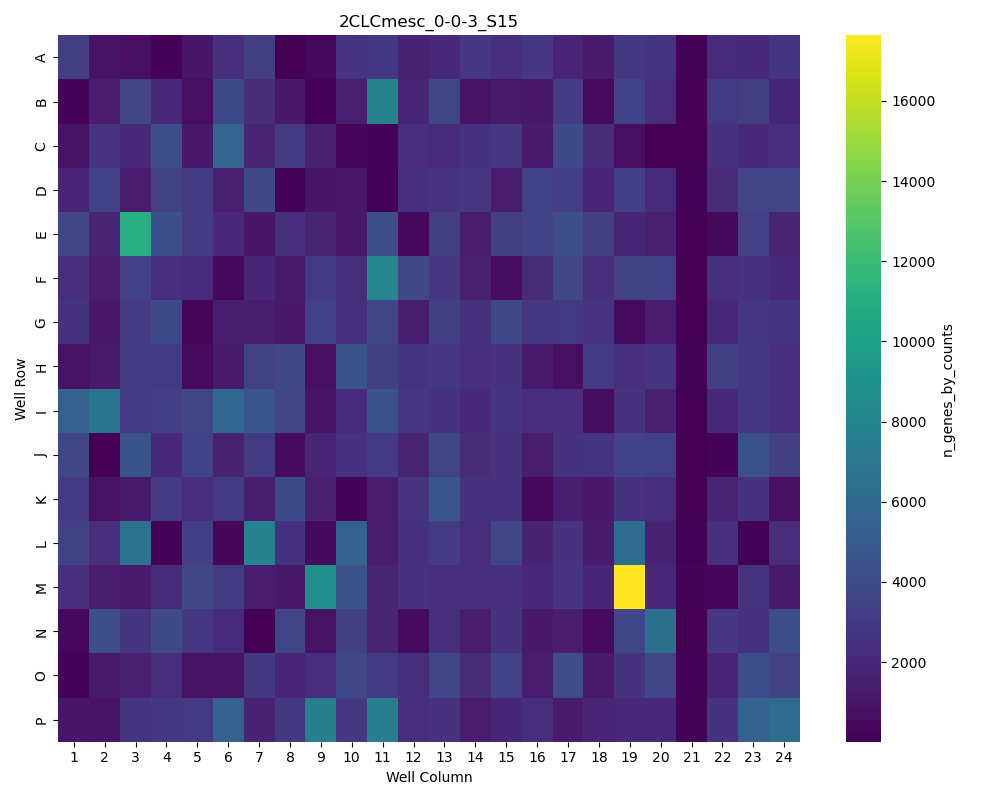 2CLCmesc_0-0-3_S15
Well Row
A
B
C
D
E
F
G
H
I
J
K
L
M
N
O
P
1 2 3 4 5 6 7 8 9 10 11 12 13 14 15 16 17 18 19 20 21 22 23 24
Well Column
16000
14000
12000
10000
8000
6000
4000
2000
n_genes_by_counts